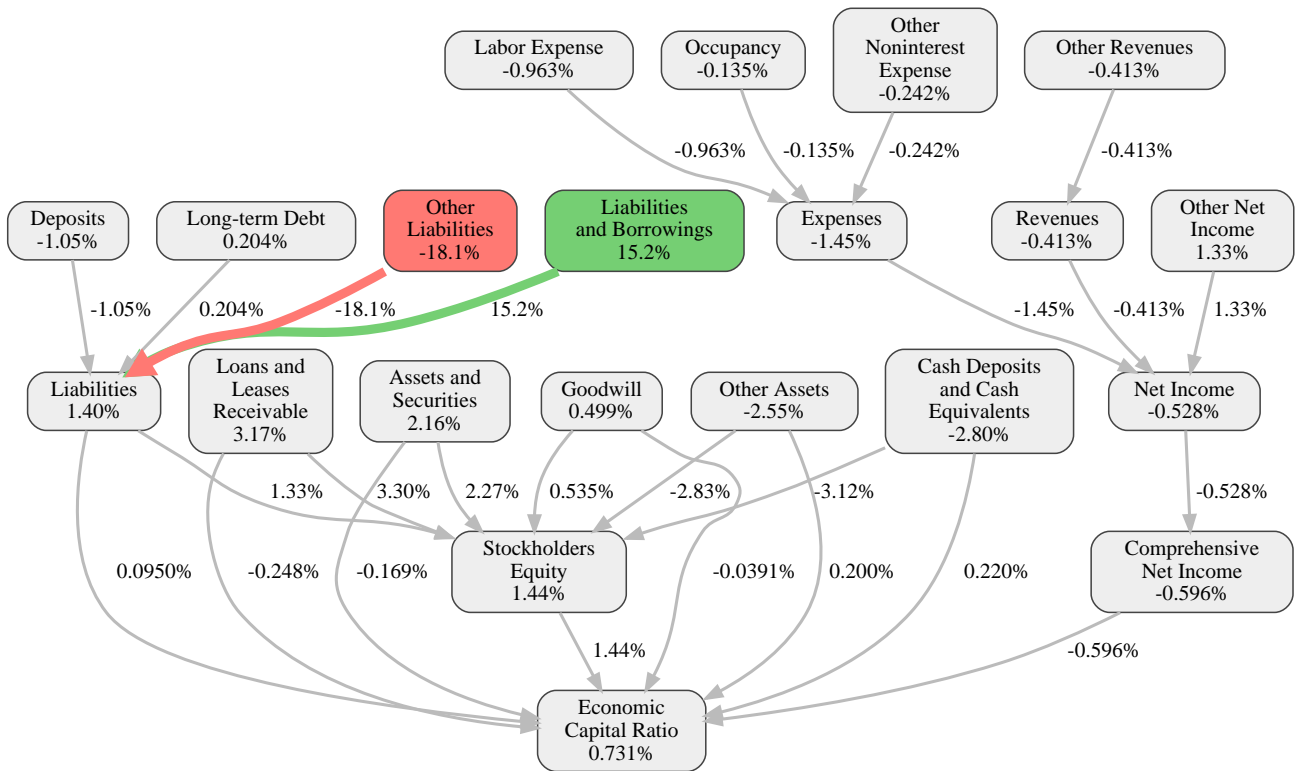 Labor Expense
-0.963%
Occupancy
-0.135%
Other
Noninterest
Expense
-0.242%
Other Revenues
-0.413%
-0.963%
-0.135%
-0.242%
-0.413%
Deposits
-1.05%
Long-term Debt
0.204%
Other
Liabilities
-18.1%
Liabilities
and Borrowings
15.2%
Expenses
-1.45%
Revenues
-0.413%
Other Net
Income
1.33%
-1.05%
0.204%
-18.1%
15.2%
-1.45%
-0.413%
1.33%
Liabilities
1.40%
Loans and
Leases
Receivable
3.17%
Assets and
Securities
2.16%
Goodwill
0.499%
Other Assets
-2.55%
Cash Deposits
and Cash
Equivalents
-2.80%
Net Income
-0.528%
1.33%
3.30%
2.27%
0.535%
-2.83%
-3.12%
-0.528%
Stockholders
Equity
1.44%
Comprehensive
Net Income
-0.596%
0.0950%
-0.248%
-0.169%
-0.0391%
0.200%
0.220%
1.44%
-0.596%
Economic
Capital Ratio
0.731%